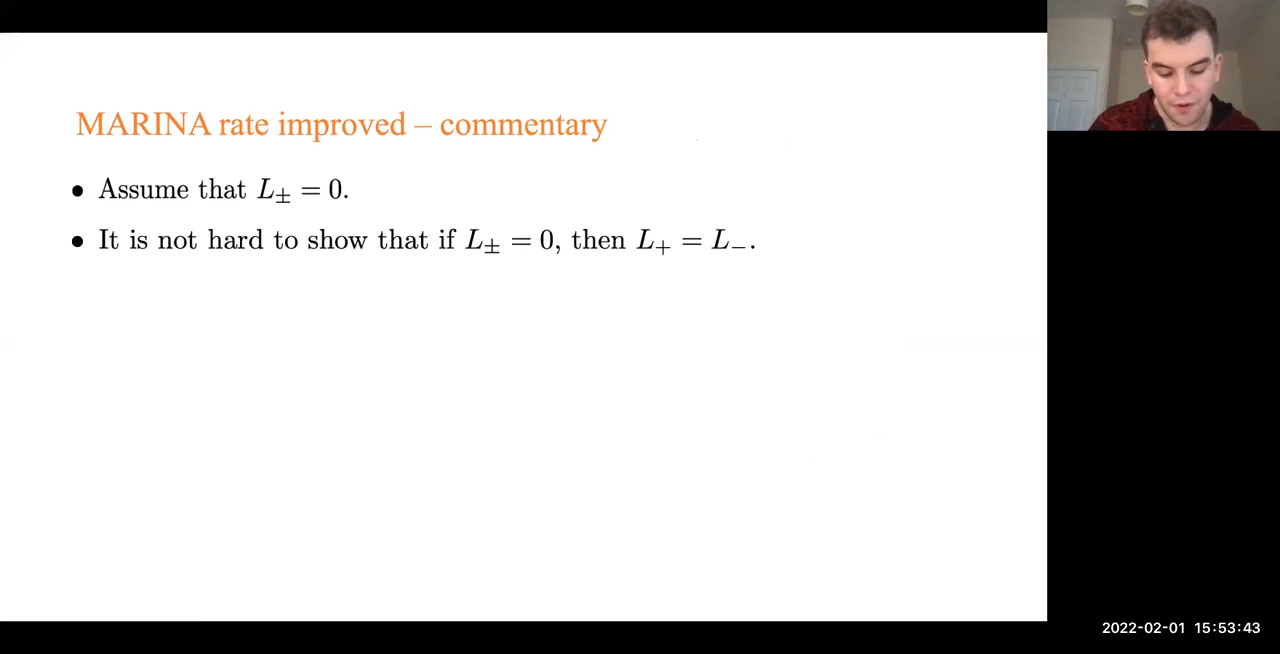 MARINA rate improved – commentary
• Assume that L± = 0.
• It is not hard to show that if L± = 0, then L₊ = L₋.
2022-02-01 15:53:43